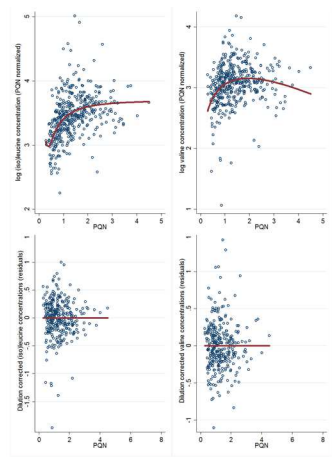 log (iso)leucine concentration (PQN normalized)
5
4
3
2
0 1 2 3 4 5
PQN
log valine concentration (PQN normalized)
4
3
2
1
0 1 2 3 4 5
PQN
Dilution corrected (iso)leucine concentrations (residuals)
1
.5
0
-.5
-1
-1.5
0 2 4 6 8
PQN
Dilution corrected valine concentrations (residuals)
1
.5
0
-.5
-1
0 2 4 6 8
PQN